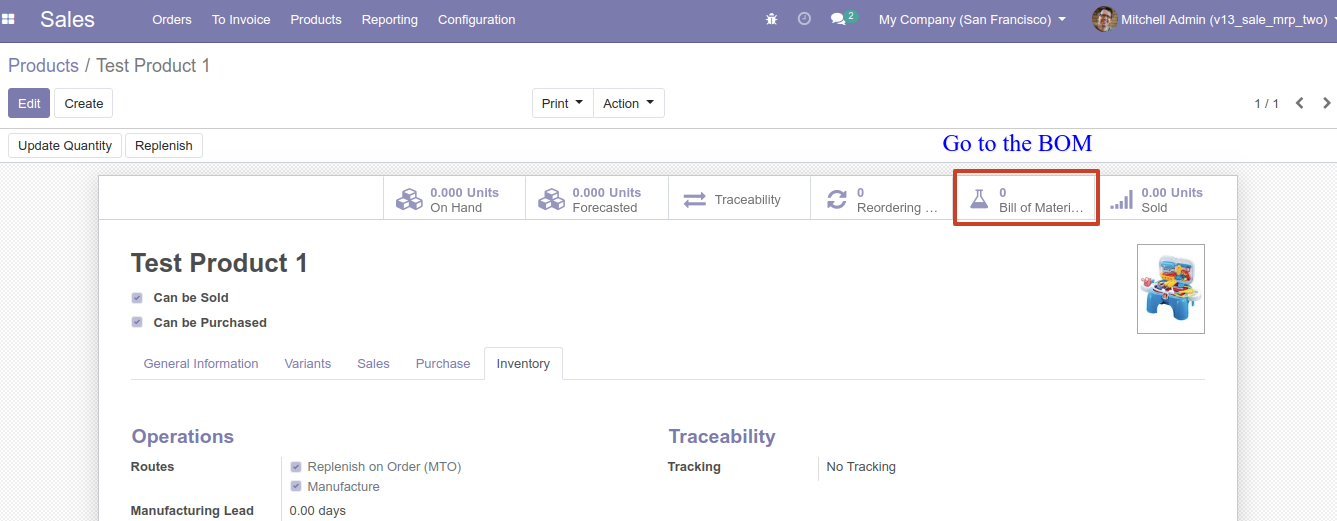 Sales Orders To Invoice Products Reporting Configuration 2 My Company (San Francisco) Mitchell Admin (v13_sale_mrp_two)
Products / Test Product 1
Edit Create Print Action 1 / 1
Update Quantity Replenish Go to the BOM
0.000 Units 0.000 Units Traceability 0 0 0.00 Units
On Hand Forecasted Reordering ... Bill of Materi... Sold
Test Product 1
Can be Sold
Can be Purchased
General Information Variants Sales Purchase Inventory
Operations Traceability
Routes Replenish on Order (MTO) Tracking No Tracking
Manufacture
Manufacturing Lead 0.00 days